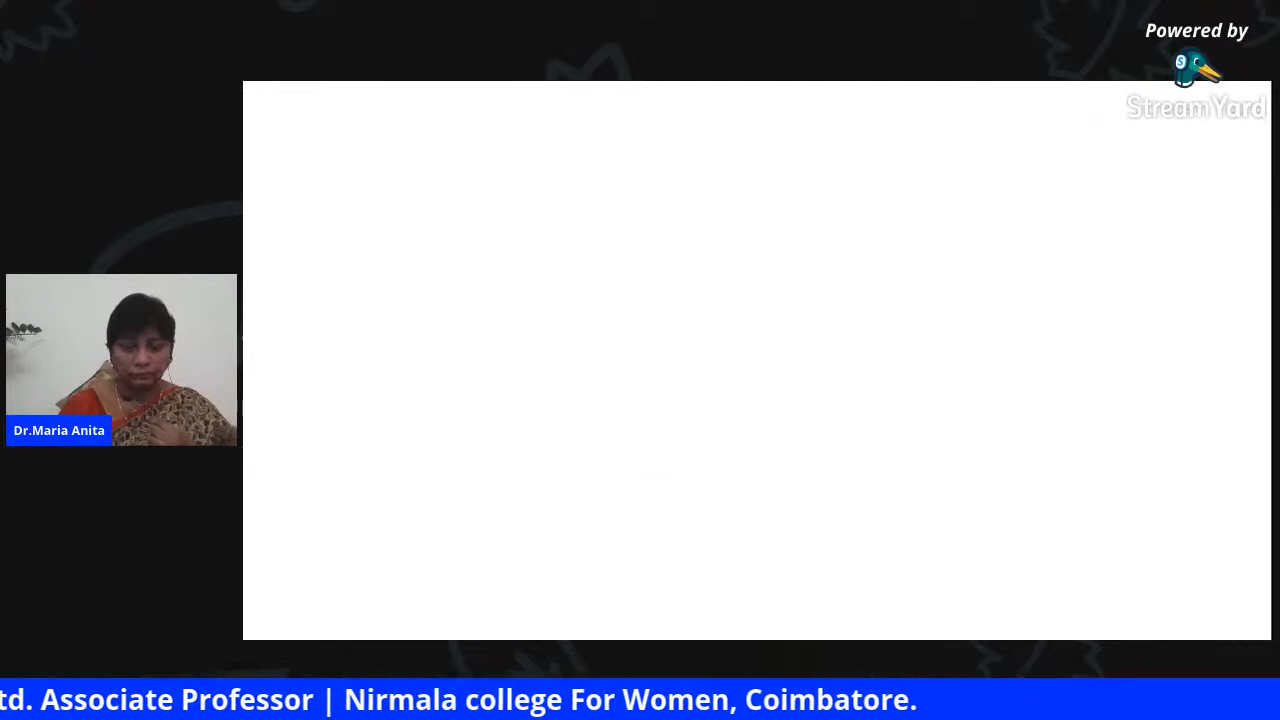 Powered by
S
StreamYard
Dr.Maria Anita
td. Associate Professor | Nirmala college For Women, Coimbatore.